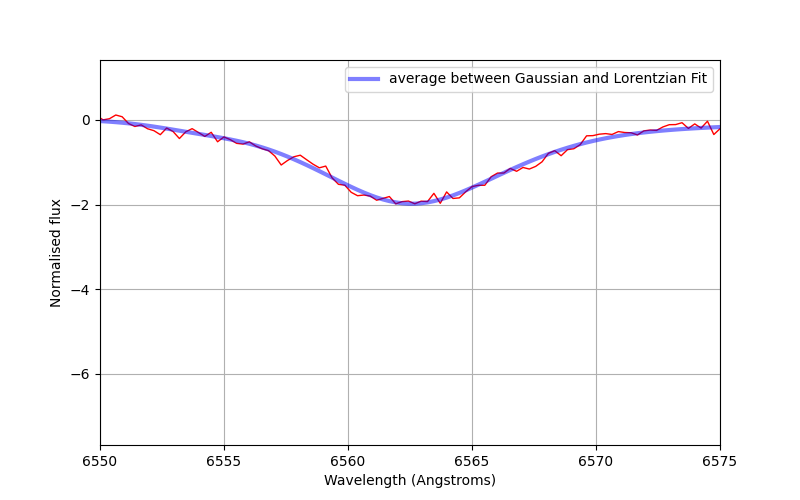 average between Gaussian and Lorentzian Fit
0
−2
−4
−6
Normalised flux
6550 6555 6560 6565 6570 6575
Wavelength (Angstroms)